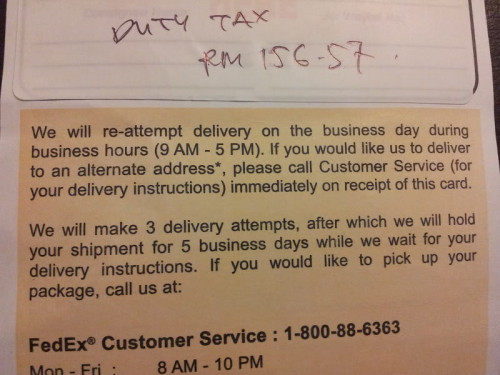 DUTY TAX
RM 156-57.
We will re-attempt delivery on the business day during
business hours (9 AM - 5 PM). If you would like us to deliver
to an alternate address*, please call Customer Service (for
your delivery instructions) immediately on receipt of this card.
We will make 3 delivery attempts, after which we will hold
your shipment for 5 business days while we wait for your
delivery instructions. If you would like to pick up your
package, call us at:
FedEx® Customer Service : 1-800-88-6363
Mon - Fri : 8 AM - 10 PM